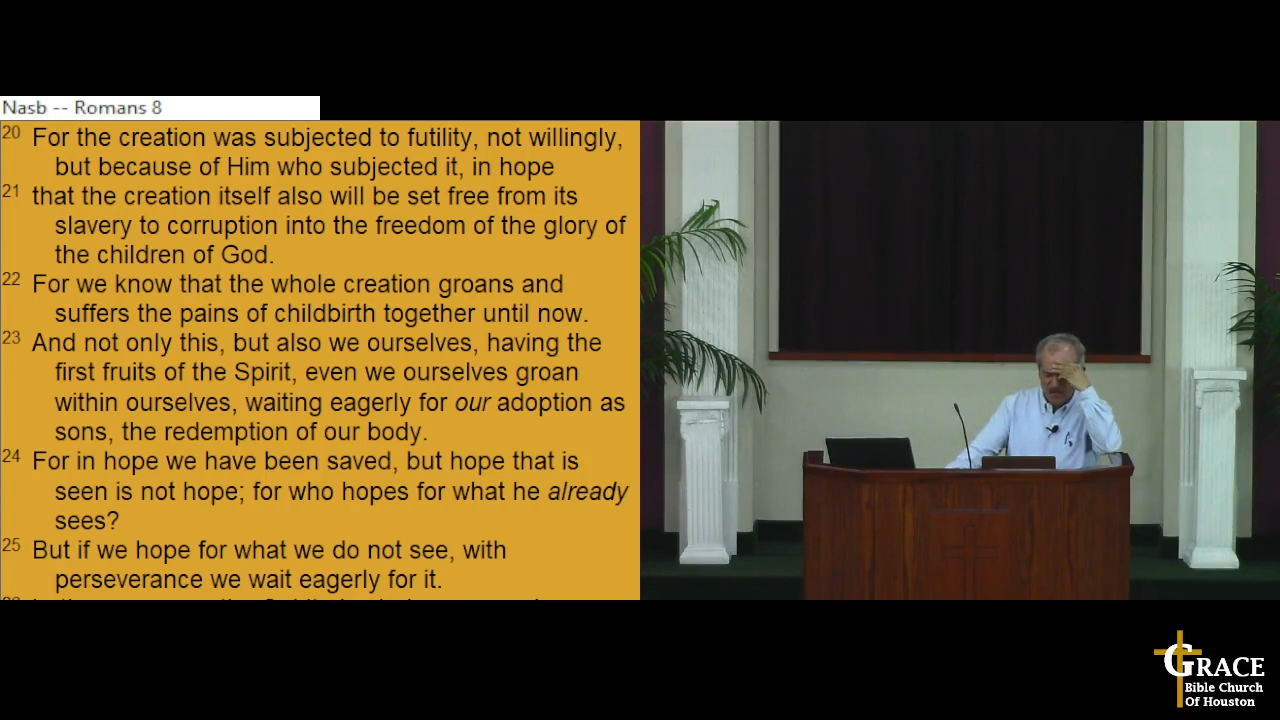 Nasb -- Romans 8
20 For the creation was subjected to futility, not willingly,
but because of Him who subjected it, in hope
21 that the creation itself also will be set free from its
slavery to corruption into the freedom of the glory of
the children of God.
22 For we know that the whole creation groans and
suffers the pains of childbirth together until now.
23 And not only this, but also we ourselves, having the
first fruits of the Spirit, even we ourselves groan
within ourselves, waiting eagerly for our adoption as
sons, the redemption of our body.
24 For in hope we have been saved, but hope that is
seen is not hope; for who hopes for what he already
sees?
25 But if we hope for what we do not see, with
perseverance we wait eagerly for it.
GRACE
Bible Church
Of Houston